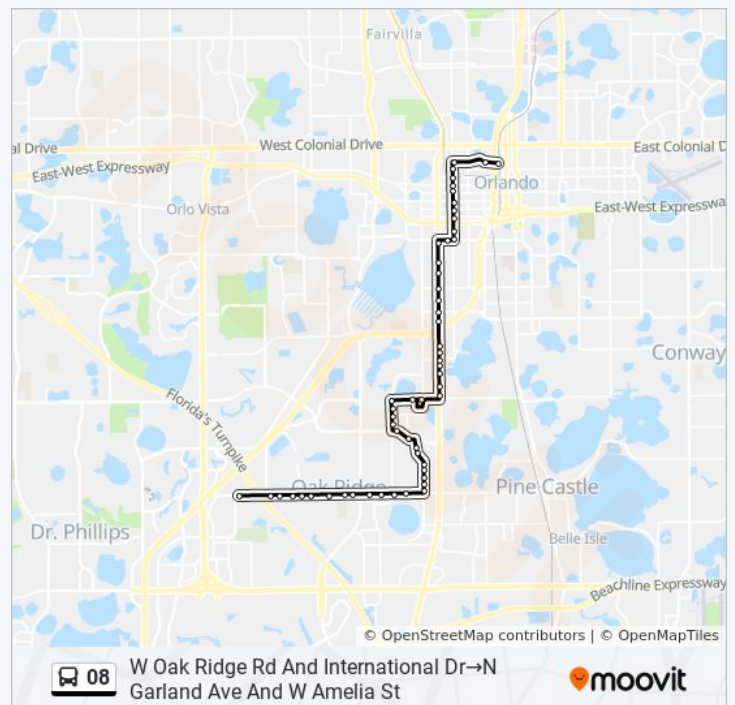 Fairvilla
al Drive
West Colonial Drive
East Colonial D
East-West Expressway
Orlando
Orlo Vista
East-West Expresswa
Conway
Florida's Turnpike
Oak Ridge
Pine Castle
Dr. Phillips
Belle Isle
Beachline Expressway
© OpenStreetMap contributors | © OpenMapTiles
08
W Oak Ridge Rd And International Dr→N
Garland Ave And W Amelia St
moovit